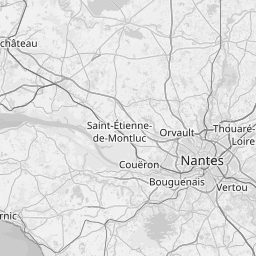 château
Saint-Étienne-
de-Montluc
Orvault
Thouaré-
Loire
Couëron
Nantes
Bouguenais
Vertou
rnic